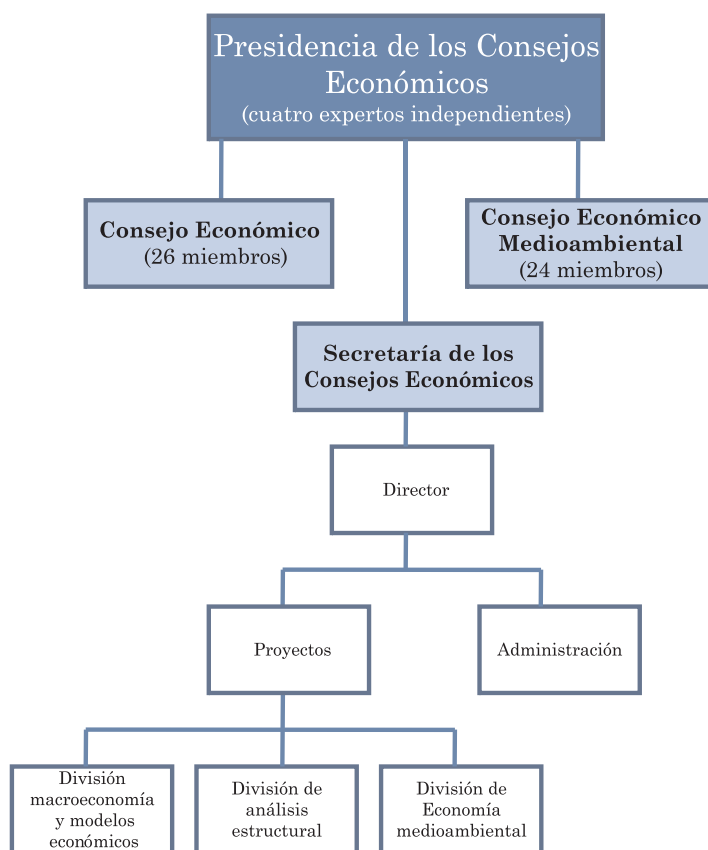 Presidencia de los Consejos
Económicos
(cuatro expertos independientes)
Consejo Económico
(26 miembros)
Consejo Económico
Medioambiental
(24 miembros)
Secretaría de los
Consejos Económicos
Director
Proyectos
Administración
División
macroeconomía
y modelos
económicos
División de
análisis
estructural
División de
Economía
medioambiental